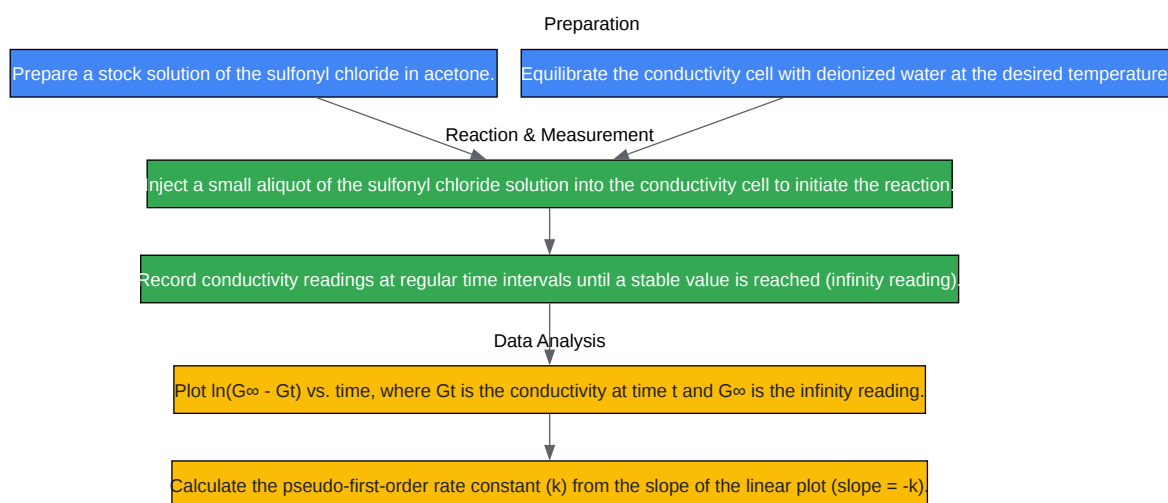 Preparation
Prepare a stock solution of the sulfonyl chloride in acetone.
Equilibrate the conductivity cell with deionized water at the desired temperature.
Reaction & Measurement
Inject a small aliquot of the sulfonyl chloride solution into the conductivity cell to initiate the reaction.
Record conductivity readings at regular time intervals until a stable value is reached (infinity reading).
Data Analysis
Plot ln(G∞ - Gt) vs. time, where Gt is the conductivity at time t and G∞ is the infinity reading.
Calculate the pseudo-first-order rate constant (k) from the slope of the linear plot (slope = -k).